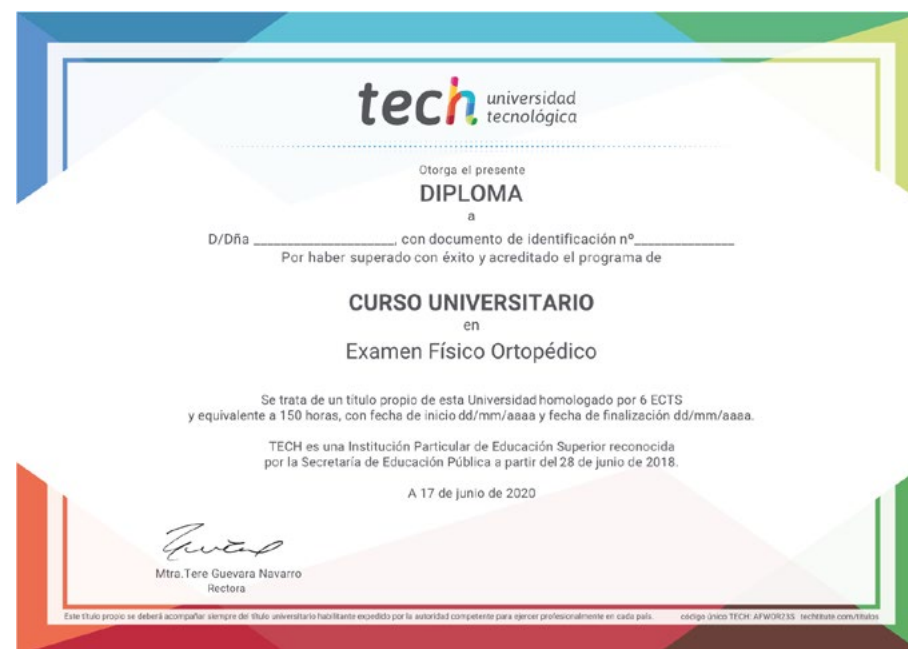 tech universidad
tecnológica
Otorga el presente
DIPLOMA
a
D/Dña ______________________, con documento de identificación nº_______________
Por haber superado con éxito y acreditado el programa de
CURSO UNIVERSITARIO
en
Examen Físico Ortopédico
Se trata de un título propio de esta Universidad homologado por 6 ECTS
y equivalente a 150 horas, con fecha de inicio dd/mm/aaaa y fecha de finalización dd/mm/aaaa.
TECH es una Institución Particular de Educación Superior reconocida
por la Secretaría de Educación Pública a partir del 28 de junio de 2018.
A 17 de junio de 2020
Mtra.Tere Guevara Navarro
Rectora
Este título propio se deberá acompañar siempre del título universitario habilitante expedido por la autoridad competente para ejercer profesionalmente en cada país. código único TECH: AFWOR23S techtitute.com/titulos